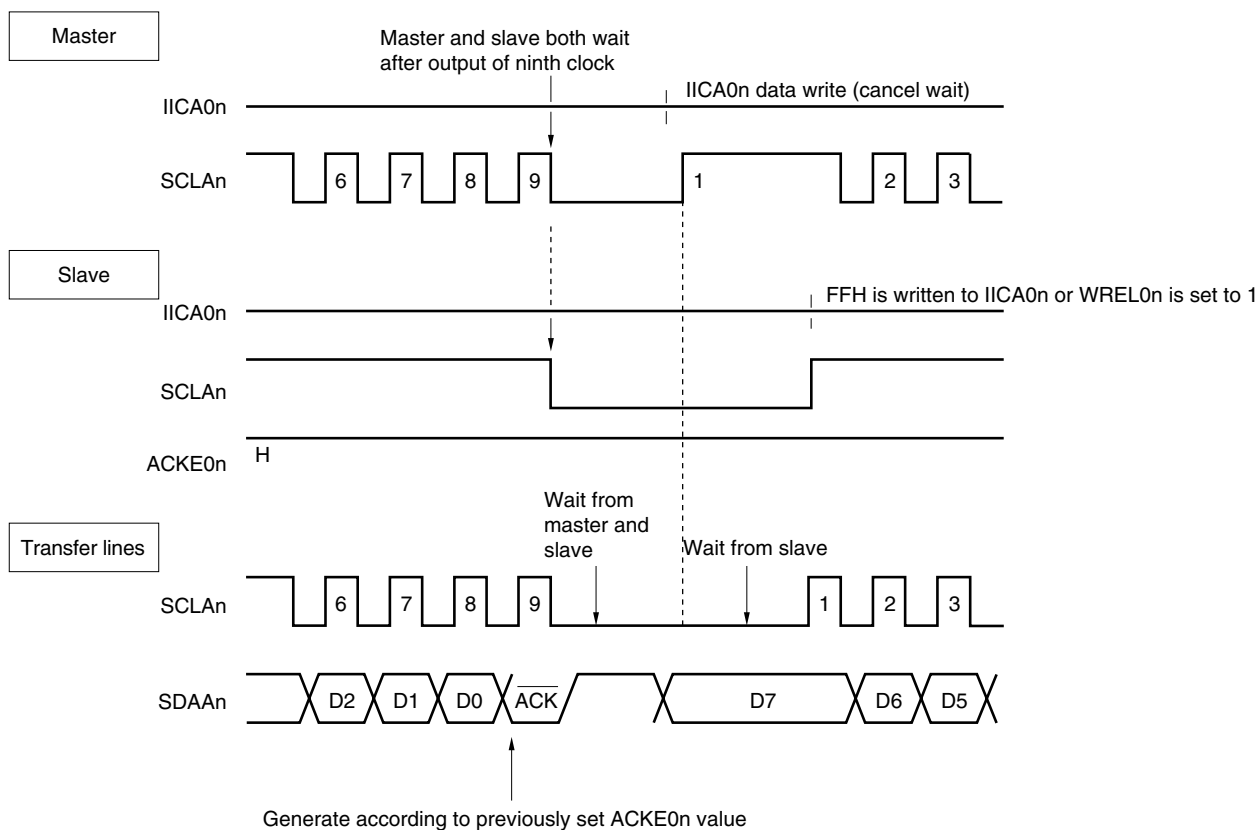 Master
Master and slave both wait
after output of ninth clock
IICA0n
IICA0n data write (cancel wait)
SCLAn
6 7 8 9 1 2 3
Slave
IICA0n
FFH is written to IICA0n or WREL0n is set to 1
SCLAn
H
ACKE0n
Wait from
master and
slave
Wait from slave
Transfer lines
SCLAn
6 7 8 9 1 2 3
SDAAn
D2 D1 D0 ACK D7 D6 D5
Generate according to previously set ACKE0n value